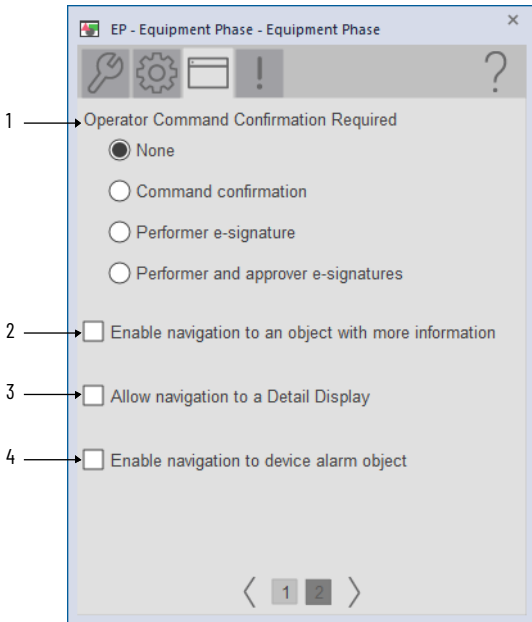 EP - Equipment Phase - Equipment Phase
1 Operator Command Confirmation Required
None
Command confirmation
Performer e-signature
Performer and approver e-signatures
2 Enable navigation to an object with more information
3 Allow navigation to a Detail Display
4 Enable navigation to device alarm object
1 2